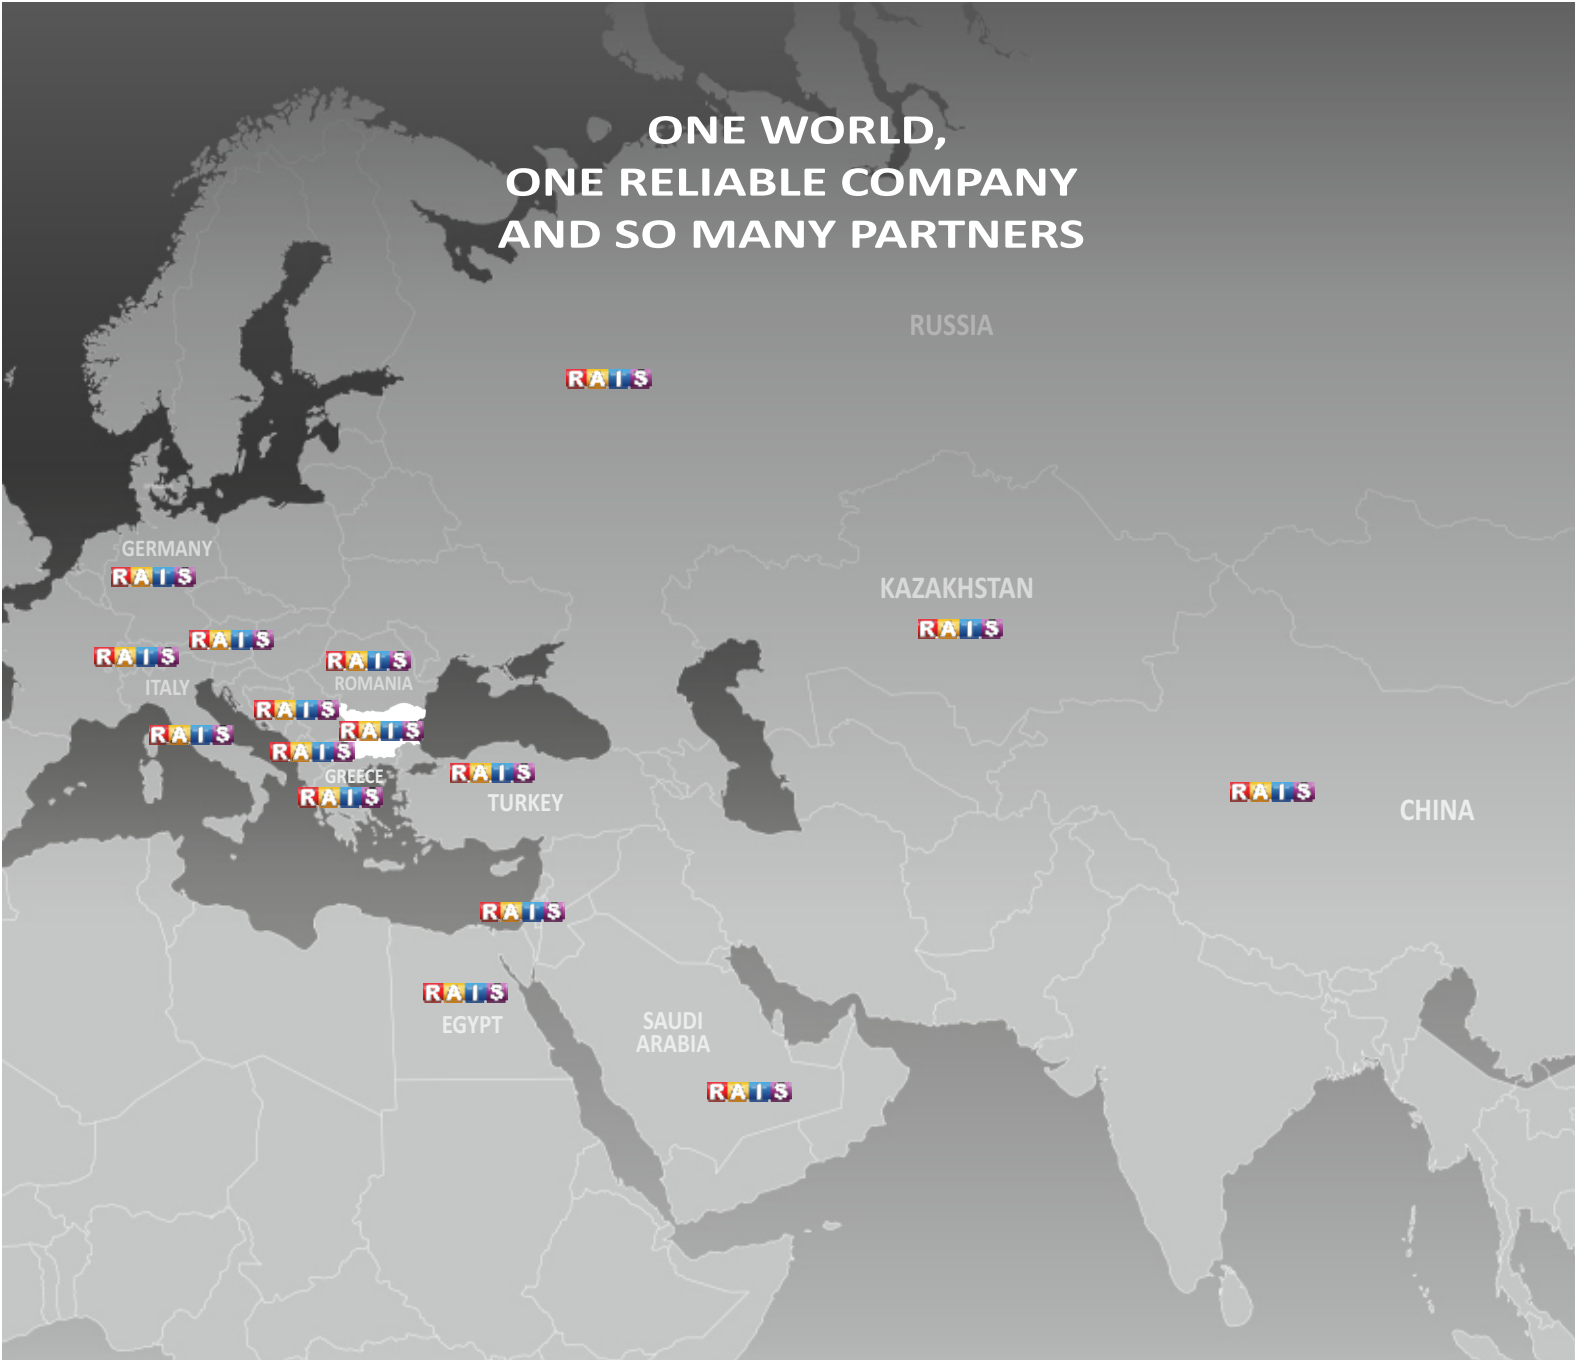 ONE WORLD,
ONE RELIABLE COMPANY
AND SO MANY PARTNERS
RUSSIA
RAIS
GERMANY
RAIS
KAZAKHSTAN
RAIS
RAIS
RAIS
RAIS
ROMANIA
ITALY
RAIS
RAIS
RAIS
RAIS
GREECE
RAIS
RAIS
TURKEY
RAIS
CHINA
RAIS
RAIS
EGYPT
SAUDI
ARABIA
RAIS